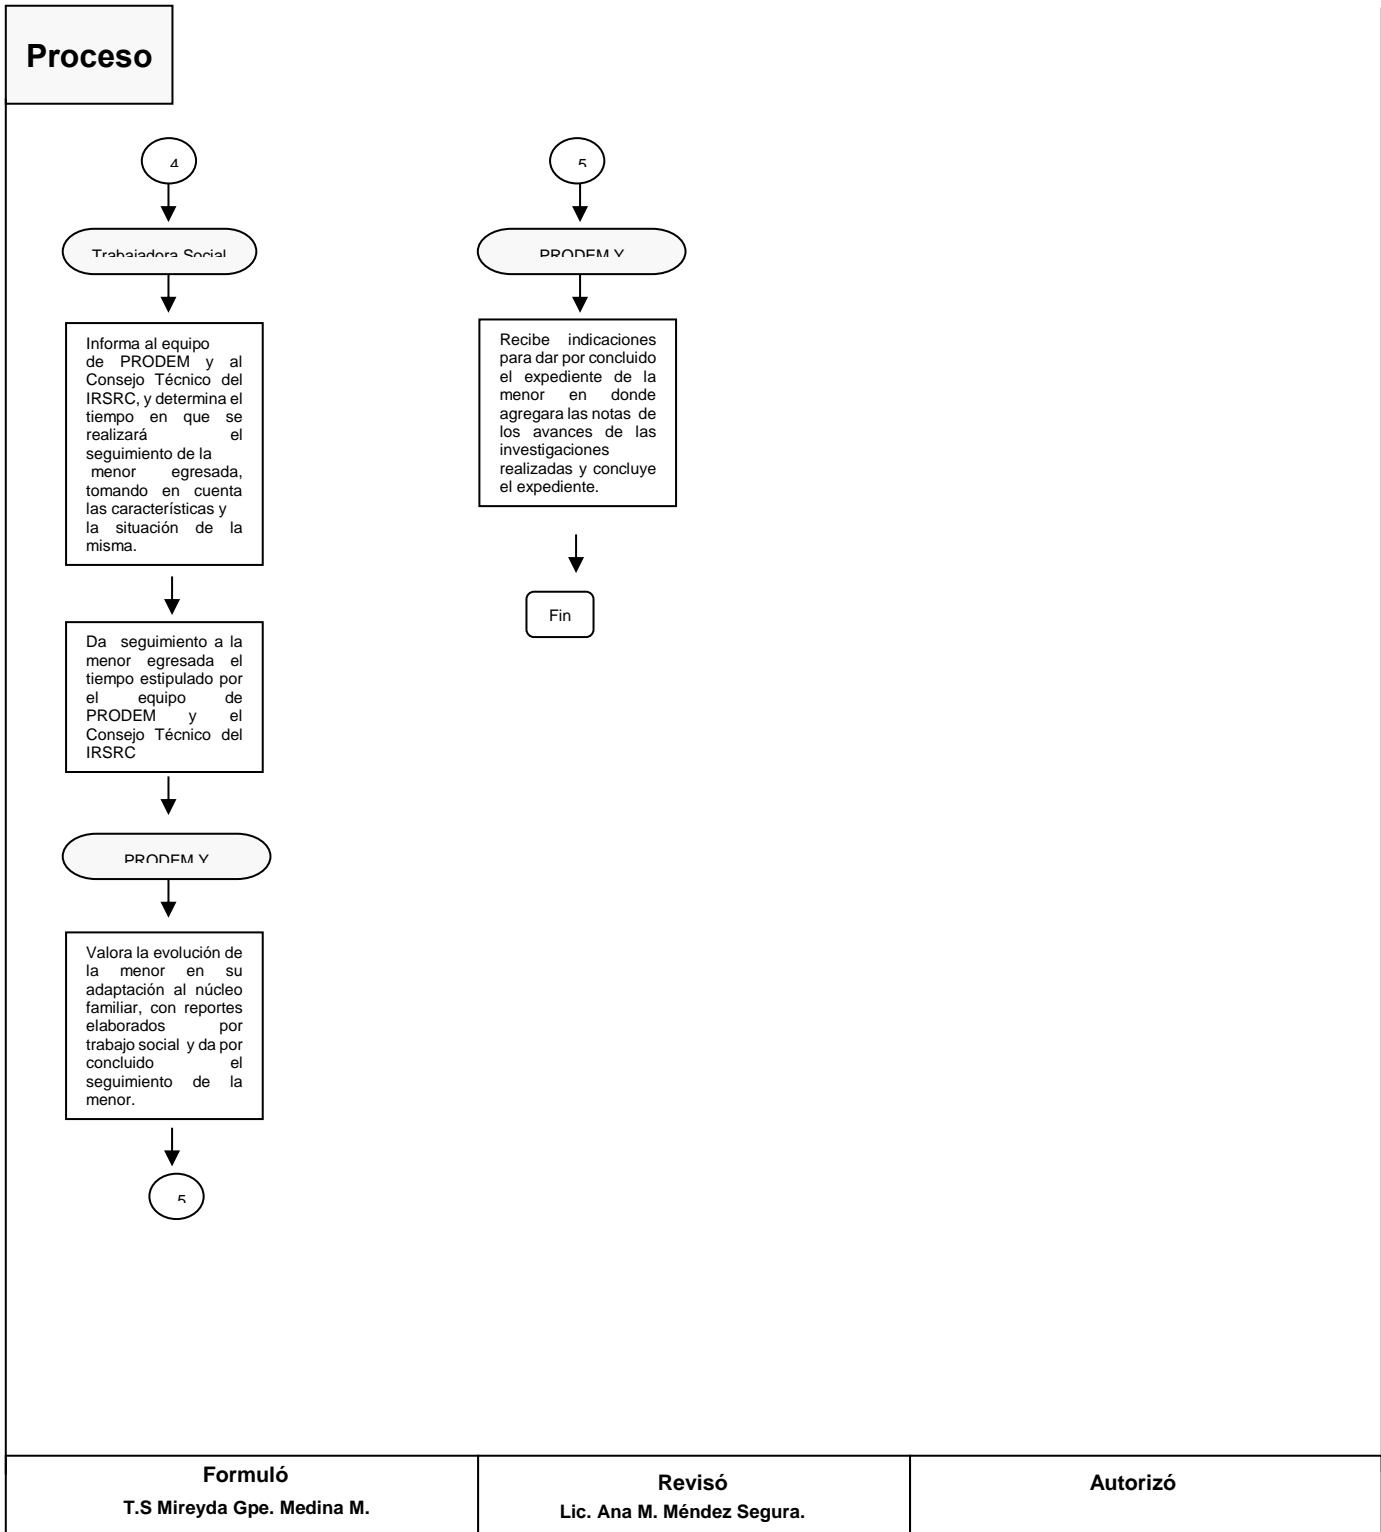 Proceso
4
Trabajadora Social
Informa al equipo
de PRODEM y al
Consejo Técnico del
IRSRC, y determina el
tiempo en que se
realizará el
seguimiento de la
menor egresada,
tomando en cuenta
las características y
la situación de la
misma.
Da seguimiento a la
menor egresada el
tiempo estipulado por
el equipo de
PRODEM y el
Consejo Técnico del
IRSRC
PRODEM Y
Valora la evolución de
la menor en su
adaptación al núcleo
familiar, con reportes
elaborados por
trabajo social y da por
concluido el
seguimiento de la
menor.
5
5
PRODEM Y
Recibe indicaciones
para dar por concluido
el expediente de la
menor en donde
agregara las notas de
los avances de las
investigaciones
realizadas y concluye
el expediente.
Fin
Formuló
T.S Mireyda Gpe. Medina M.
Revisó
Lic. Ana M. Méndez Segura.
Autorizó